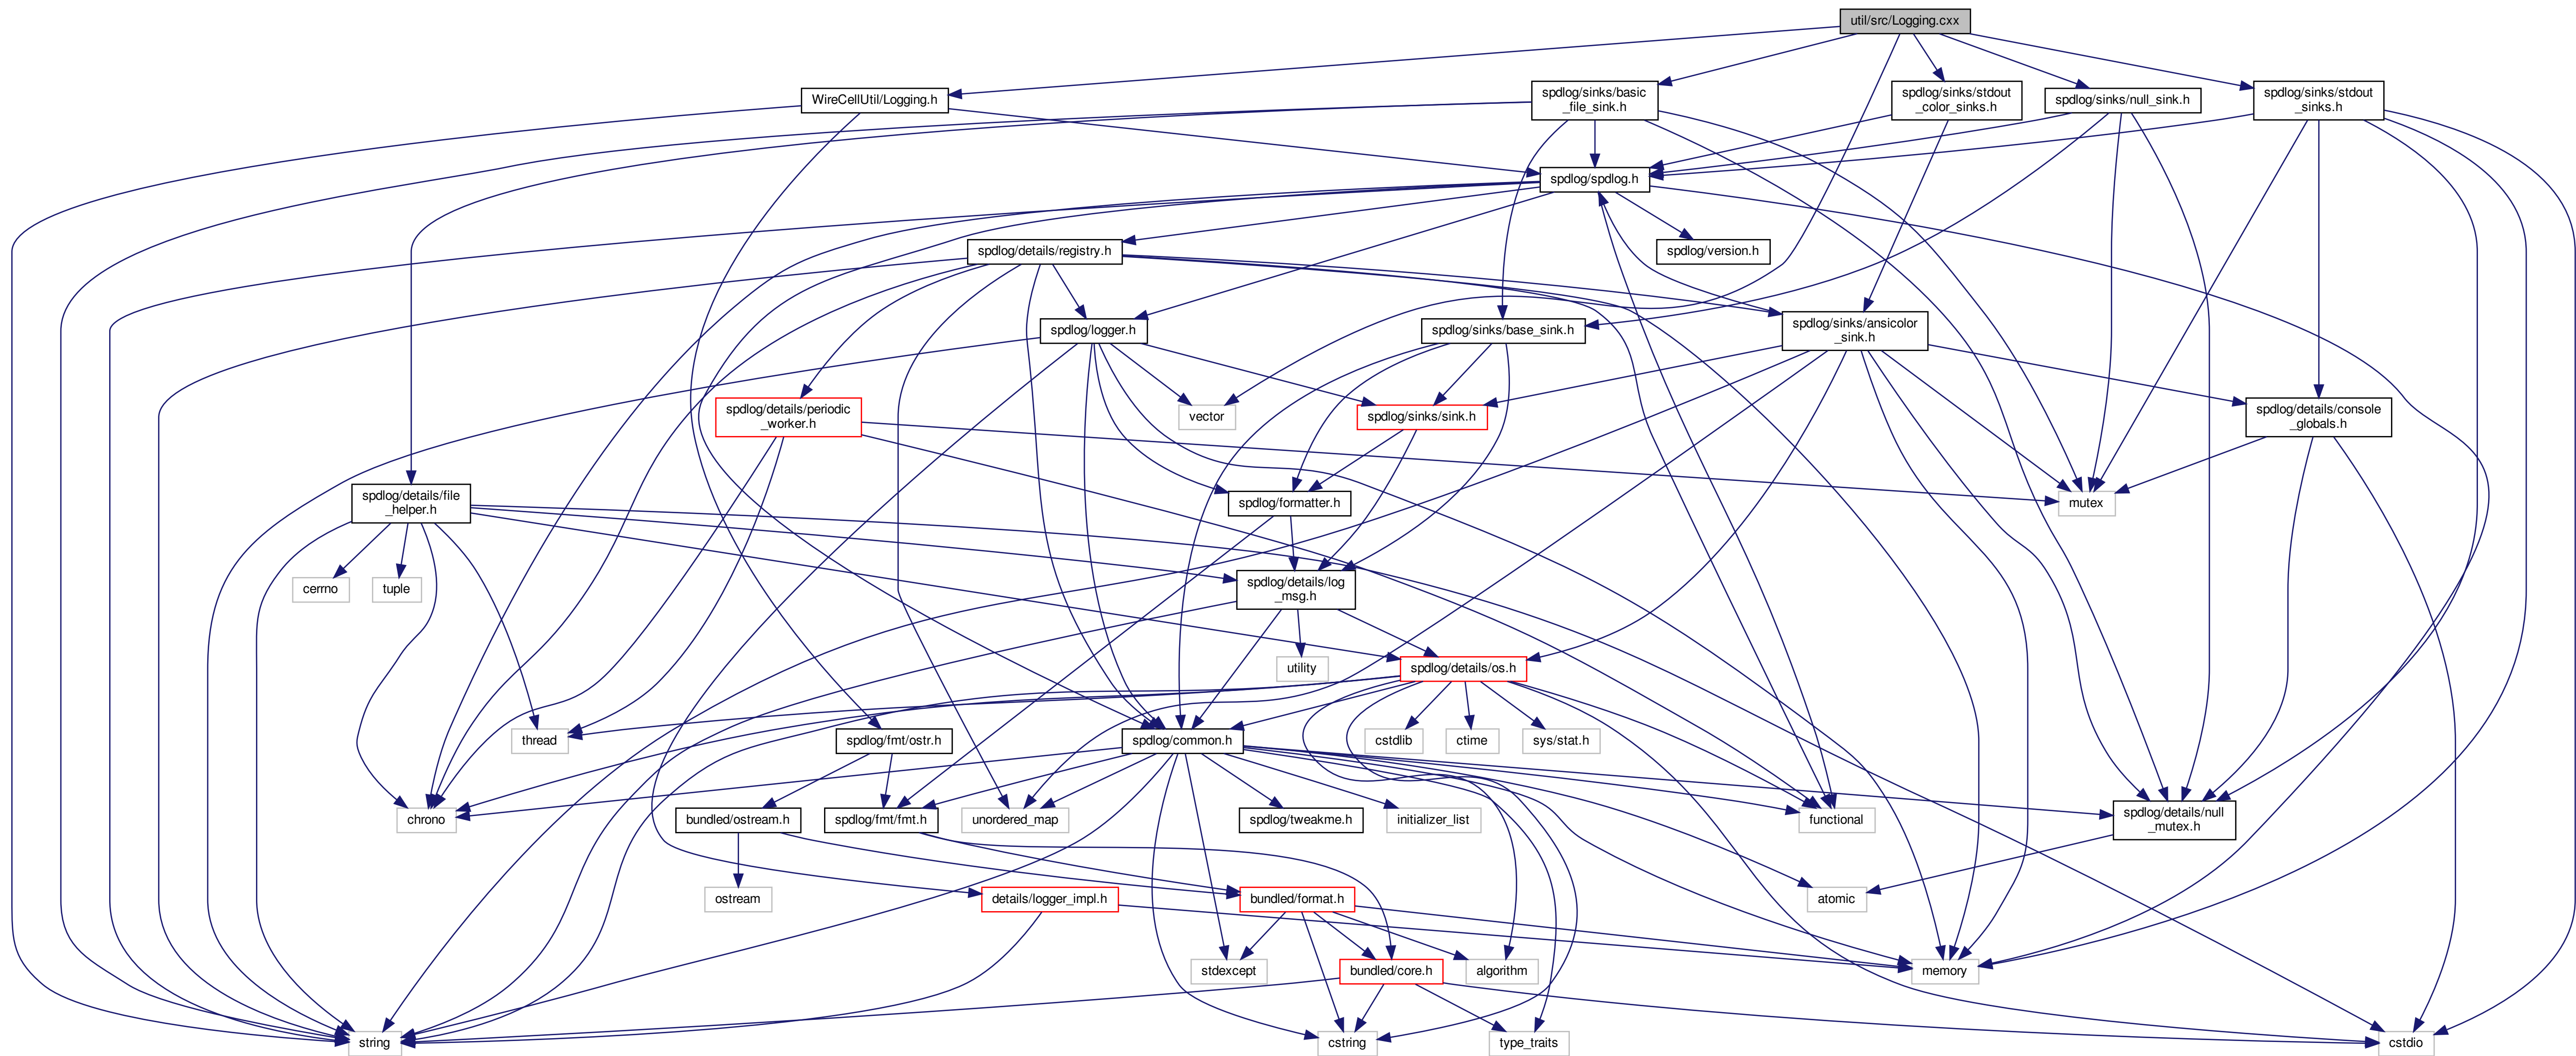 util/src/Logging.cxx
WireCellUtil/Logging.h
spdlog/sinks/basic
_file_sink.h
spdlog/sinks/stdout
_color_sinks.h
spdlog/sinks/null_sink.h
spdlog/sinks/stdout
_sinks.h
spdlog/spdlog.h
spdlog/details/registry.h
spdlog/version.h
spdlog/logger.h
spdlog/sinks/base_sink.h
spdlog/sinks/ansicolor
_sink.h
spdlog/details/periodic
_worker.h
vector
spdlog/sinks/sink.h
spdlog/details/console
_globals.h
spdlog/details/file
_helper.h
spdlog/formatter.h
mutex
cerrno
tuple
spdlog/details/log
_msg.h
utility
spdlog/details/os.h
thread
spdlog/fmt/ostr.h
spdlog/common.h
cstdlib
ctime
sys/stat.h
chrono
bundled/ostream.h
spdlog/fmt/fmt.h
unordered_map
spdlog/tweakme.h
initializer_list
functional
spdlog/details/null
_mutex.h
ostream
details/logger_impl.h
bundled/format.h
atomic
stdexcept
bundled/core.h
algorithm
memory
string
cstring
type_traits
cstdio